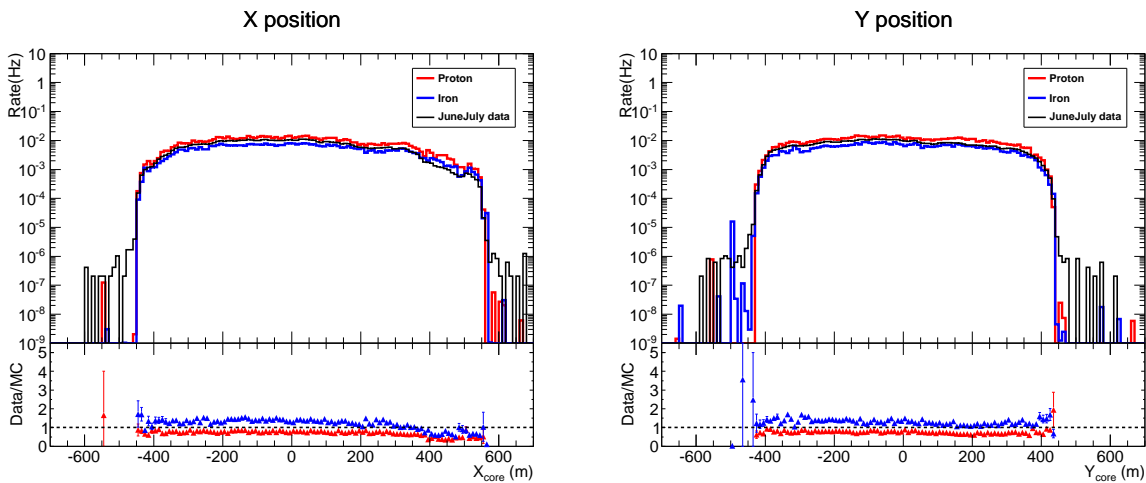 X position
Rate(Hz)
10
1
10⁻¹
10⁻²
10⁻³
10⁻⁴
10⁻⁵
10⁻⁶
10⁻⁷
10⁻⁸
10⁻⁹
Proton
Iron
JuneJuly data
Data/MC
5
4
3
2
1
0
-600 -400 -200 0 200 400 600
X_core (m)
Y position
Rate(Hz)
10
1
10⁻¹
10⁻²
10⁻³
10⁻⁴
10⁻⁵
10⁻⁶
10⁻⁷
10⁻⁸
10⁻⁹
Proton
Iron
JuneJuly data
Data/MC
5
4
3
2
1
0
-600 -400 -200 0 200 400 600
Y_core (m)